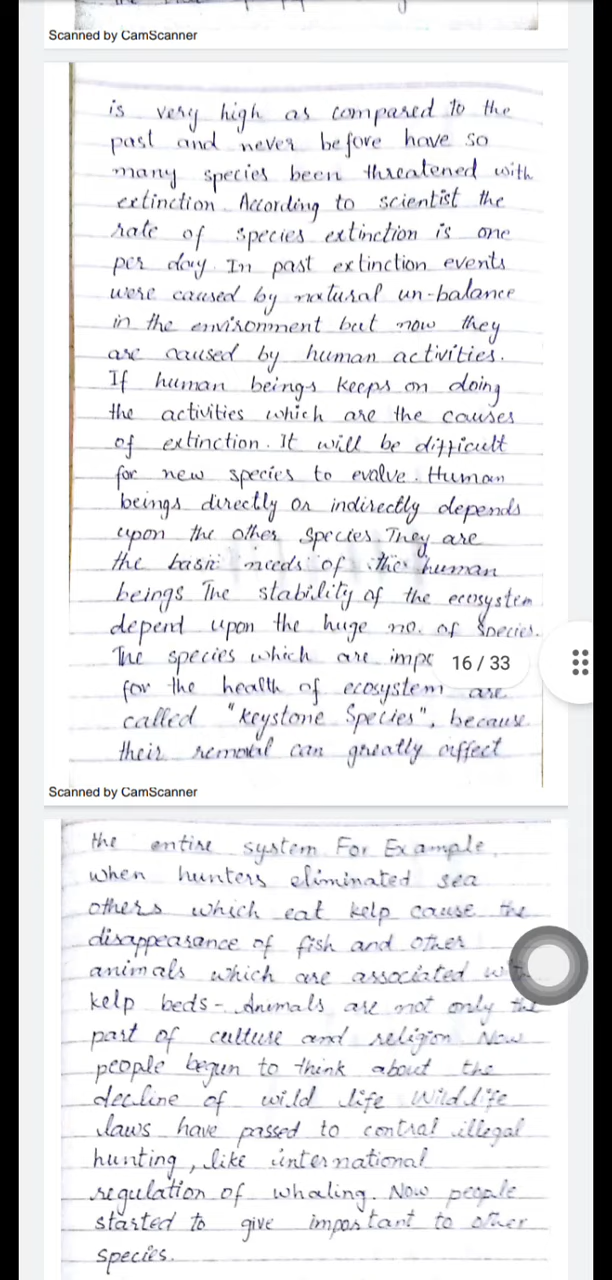 Scanned by CamScanner
is very high as compared to the
past and never before have so
many species been threatened with
extinction. According to scientist the
rate of species extinction is one
per day. In past extinction events
were caused by natural un-balance
in the environment but now they
are caused by human activities.
If human beings keeps on doing
the activities which are the causes
of extinction. It will be difficult
for new species to evalve. Human
beings directly or indirectly depends
upon the other species. They are
the basic needs of the human
beings The stability of the ecosystem
depend upon the huge no. of species.
The species which are
16 / 33
for the health of ecosystem are
called "keystone Species", because
their removal can greatly affect
Scanned by CamScanner
the entire system For Example,
when hunters eliminated sea
others which eat kelp cause the
disappearance of fish and other
animals which are associated
kelp beds - Animals are not only the
part of culture and religion Now
people begun to think about the
decline of wild life Wildlife
laws have passed to control illegal
hunting, like international
regulation of whaling. Now people
started to give important to other
species.